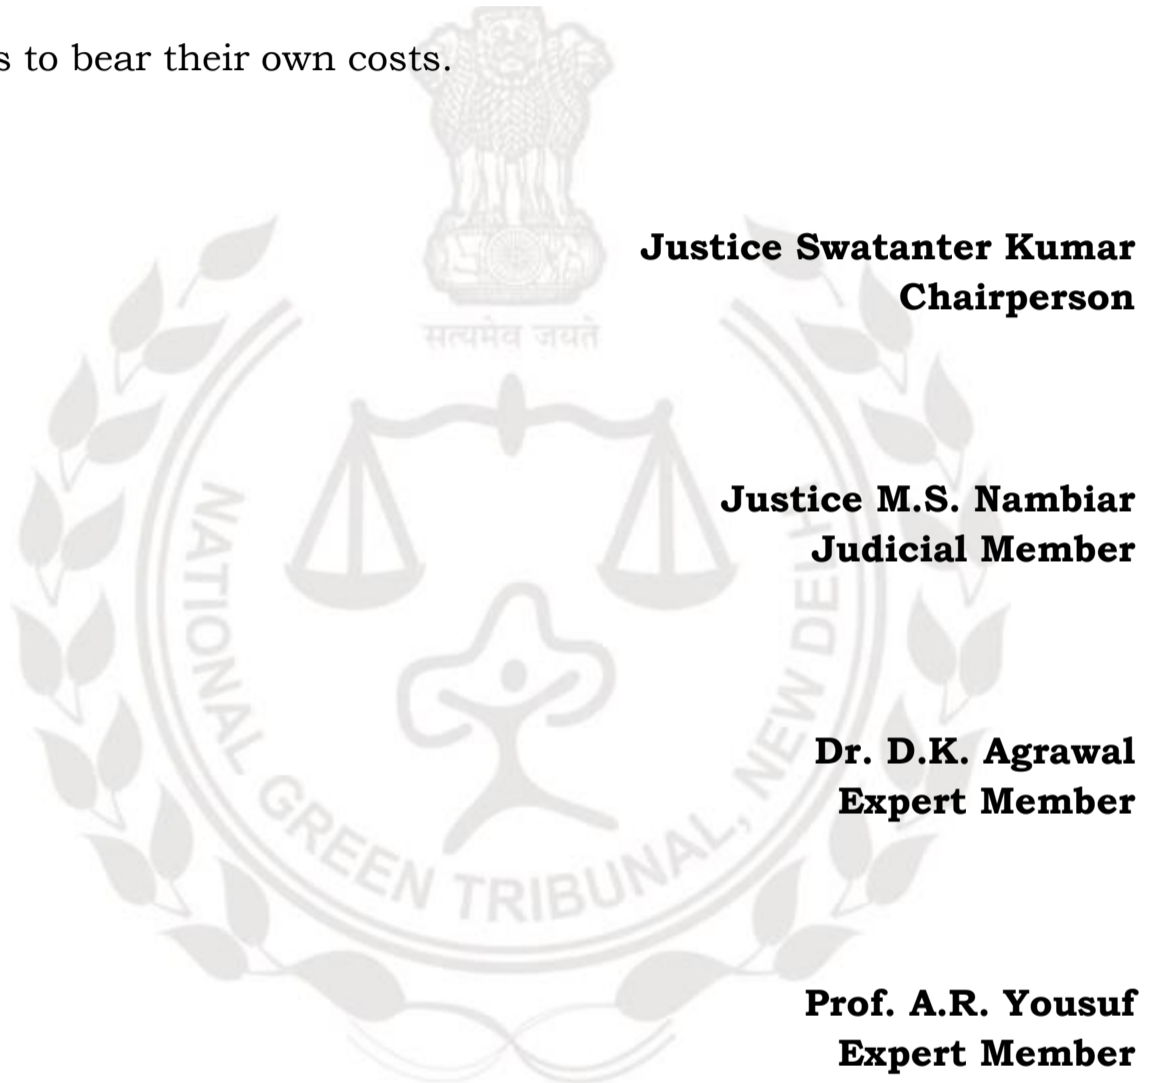 s to bear their own costs.
Justice Swatanter Kumar
Chairperson
सत्यमेव जयते
Justice M.S. Nambiar
Judicial Member
Dr. D.K. Agrawal
Expert Member
NATIONAL GREEN TRIBUNAL, NEW DELHI
Prof. A.R. Yousuf
Expert Member